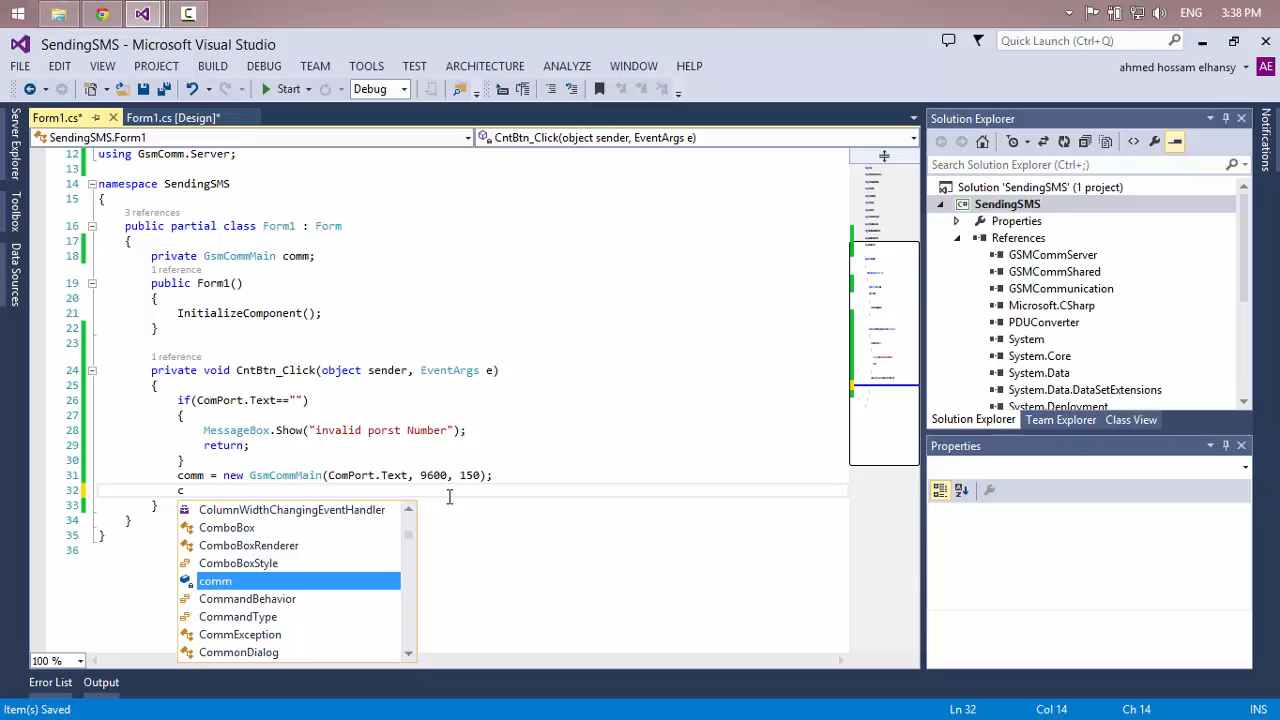 ENG 3:38 PM
SendingSMS - Microsoft Visual Studio
Quick Launch (Ctrl+Q)
FILE EDIT VIEW PROJECT BUILD DEBUG TEAM TOOLS TEST ARCHITECTURE ANALYZE WINDOW HELP
ahmed hossam elhansy AE
Start Debug
Server Explorer
Toolbox
Data Sources
Form1.cs* Form1.cs [Design]*
SendingSMS.Form1 CntBtn_Click(object sender, EventArgs e)
12 using GsmComm.Server;
13
14 namespace SendingSMS
15 {
3 references
16 public partial class Form1 : Form
17 {
18 private GsmCommMain comm;
1 reference
19 public Form1()
20 {
21 InitializeComponent();
22 }
23
1 reference
24 private void CntBtn_Click(object sender, EventArgs e)
25 {
26 if(ComPort.Text=="")
27 {
28 MessageBox.Show("invalid porst Number");
29 return;
30 }
31 comm = new GsmCommMain(ComPort.Text, 9600, 150);
32 c
33 }
34 }
35 }
36
ColumnWidthChangingEventHandler
ComboBox
ComboBoxRenderer
ComboBoxStyle
comm
CommandBehavior
CommandType
CommException
CommonDialog
100 %
Solution Explorer
Search Solution Explorer (Ctrl+;)
Solution 'SendingSMS' (1 project)
C# SendingSMS
Properties
References
GSMCommServer
GSMCommShared
GSMCommunication
Microsoft.CSharp
PDUConverter
System
System.Core
System.Data
System.Data.DataSetExtensions
System.Deployment
Solution Explorer Team Explorer Class View
Properties
Notifications
Error List Output
Item(s) Saved Ln 32 Col 14 Ch 14 INS